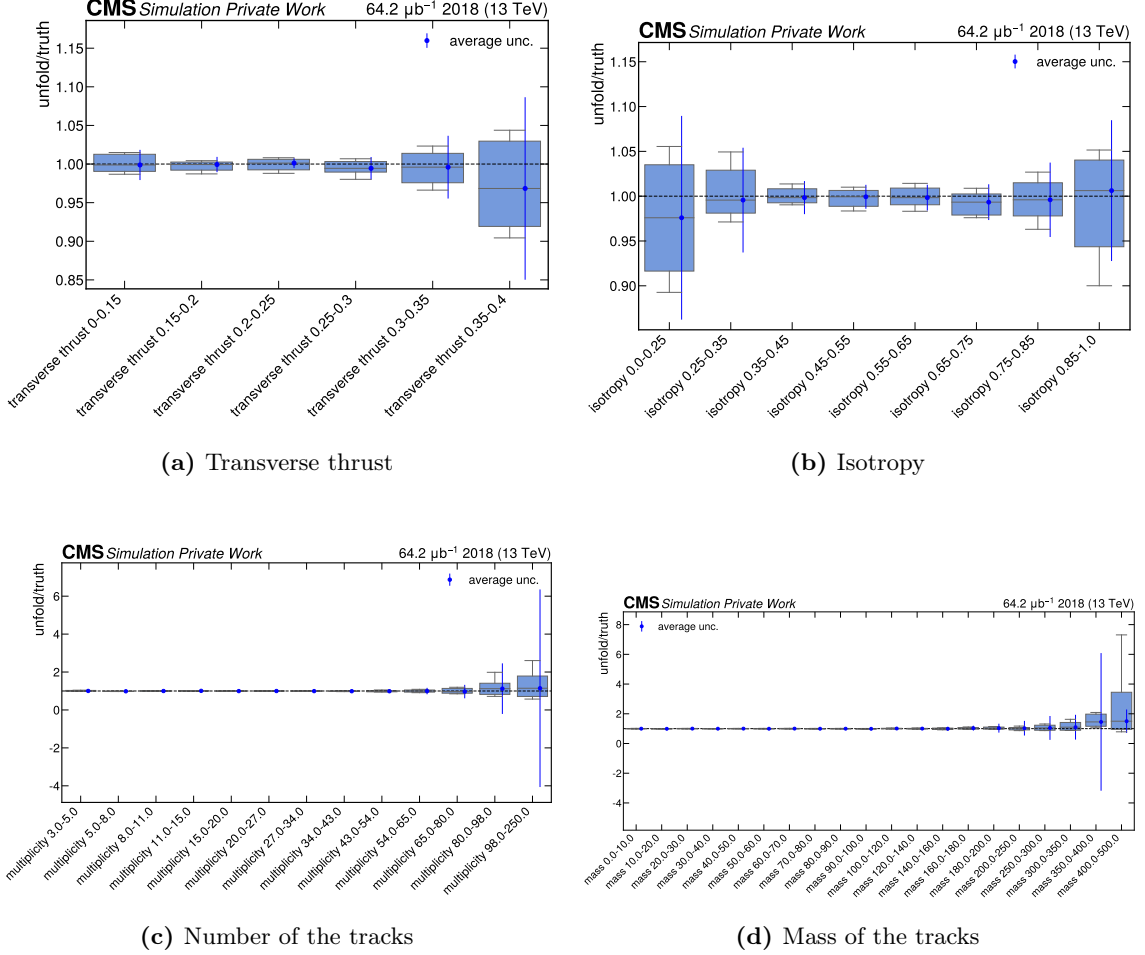 CMS Simulation Private Work 64.2 µb⁻¹ 2018 (13 TeV)
unfold/truth
average unc.
1.15
1.10
1.05
1.00
0.95
0.90
0.85
transverse thrust 0-0.15
transverse thrust 0.15-0.2
transverse thrust 0.2-0.25
transverse thrust 0.25-0.3
transverse thrust 0.3-0.35
transverse thrust 0.35-0.4
(a) Transverse thrust
CMS Simulation Private Work 64.2 µb⁻¹ 2018 (13 TeV)
unfold/truth
average unc.
1.15
1.10
1.05
1.00
0.95
0.90
isotropy 0.0-0.25
isotropy 0.25-0.35
isotropy 0.35-0.45
isotropy 0.45-0.55
isotropy 0.55-0.65
isotropy 0.65-0.75
isotropy 0.75-0.85
isotropy 0.85-1.0
(b) Isotropy
CMS Simulation Private Work 64.2 µb⁻¹ 2018 (13 TeV)
unfold/truth
average unc.
6
4
2
0
-2
-4
multiplicity 3.0-5.0
multiplicity 5.0-8.0
multiplicity 8.0-11.0
multiplicity 11.0-15.0
multiplicity 15.0-20.0
multiplicity 20.0-27.0
multiplicity 27.0-34.0
multiplicity 34.0-43.0
multiplicity 43.0-54.0
multiplicity 54.0-65.0
multiplicity 65.0-80.0
multiplicity 80.0-98.0
multiplicity 98.0-250.0
(c) Number of the tracks
CMS Simulation Private Work 64.2 µb⁻¹ 2018 (13 TeV)
unfold/truth
average unc.
8
6
4
2
0
-2
-4
mass 0.0-10.0
mass 10.0-20.0
mass 20.0-30.0
mass 30.0-40.0
mass 40.0-50.0
mass 50.0-60.0
mass 60.0-70.0
mass 70.0-80.0
mass 80.0-90.0
mass 90.0-100.0
mass 100.0-120.0
mass 120.0-140.0
mass 140.0-160.0
mass 160.0-180.0
mass 180.0-200.0
mass 200.0-250.0
mass 250.0-300.0
mass 300.0-350.0
mass 350.0-400.0
mass 400.0-500.0
(d) Mass of the tracks